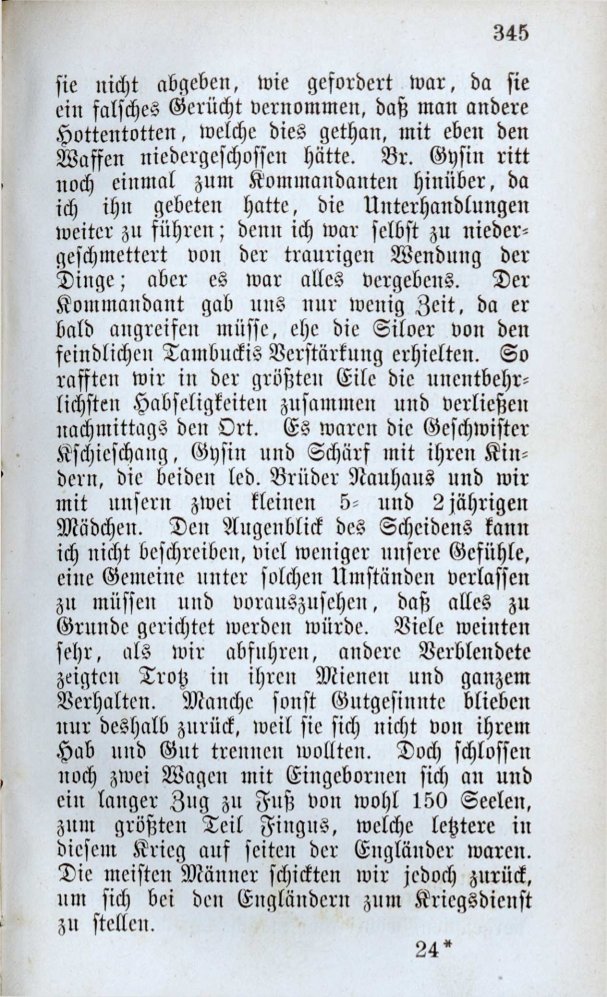 345
sie nicht abgeben, wie gefordert war, da sie
ein falsches Gerücht vernommen, daß man andere
Hottentotten, welche dies gethan, mit eben den
Waffen niedergeschossen hätte. Br. Gysin ritt
noch einmal zum Kommandanten hinüber, da
ich ihn gebeten hatte, die Unterhandlungen
weiter zu führen; denn ich war selbst zu nieder-
geschmettert von der traurigen Wendung der
Dinge; aber es war alles vergebens. Der
Kommandant gab uns nur wenig Zeit, da er
bald angreifen müsse, ehe die Siloer von den
feindlichen Tambuckis Verstärkung erhielten. So
rafften wir in der größten Eile die unentbehr-
lichsten Habseligkeiten zusammen und verließen
nachmittags den Ort. Es waren die Geschwister
Kschieschang, Gysin und Schärf mit ihren Kin-
dern, die beiden led. Brüder Nauhaus und wir
mit unsern zwei kleinen 5- und 2jährigen
Mädchen. Den Augenblick des Scheidens kann
ich nicht beschreiben, viel weniger unsere Gefühle,
eine Gemeine unter solchen Umständen verlassen
zu müssen und vorauszusehen, daß alles zu
Grunde gerichtet werden würde. Viele weinten
sehr, als wir abfuhren, andere Verblendete
zeigten Trotz in ihren Mienen und ganzem
Verhalten. Manche sonst Gutgesinnte blieben
nur deshalb zurück, weil sie sich nicht von ihrem
Hab und Gut trennen wollten. Doch schlossen
noch zwei Wagen mit Eingebornen sich an und
ein langer Zug zu Fuß von wohl 150 Seelen,
zum größten Teil Fingus, welche letztere in
diesem Krieg auf seiten der Engländer waren.
Die meisten Männer schickten wir jedoch zurück,
um sich bei den Engländern zum Kriegsdienst
zu stellen.
24*